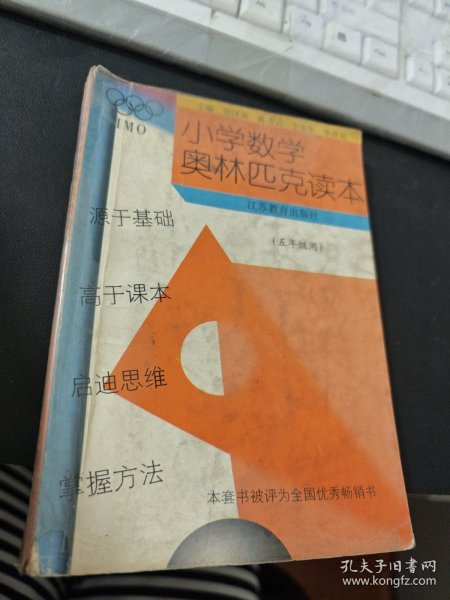 IMO
主编
小学数学
奥林匹克读本
江苏教育出版社
(五年级用)
源于基础
高于课本
启迪思维
掌握方法
本套书被评为全国优秀畅销书
孔夫子旧书网
www.kongfz.com